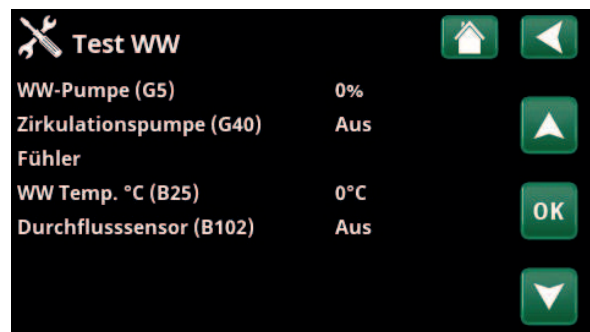 Test WW
WW-Pumpe (G5) 0%
Zirkulationspumpe (G40) Aus
Fühler
WW Temp. °C (B25) 0°C
OK
Durchflusssensor (B102) Aus